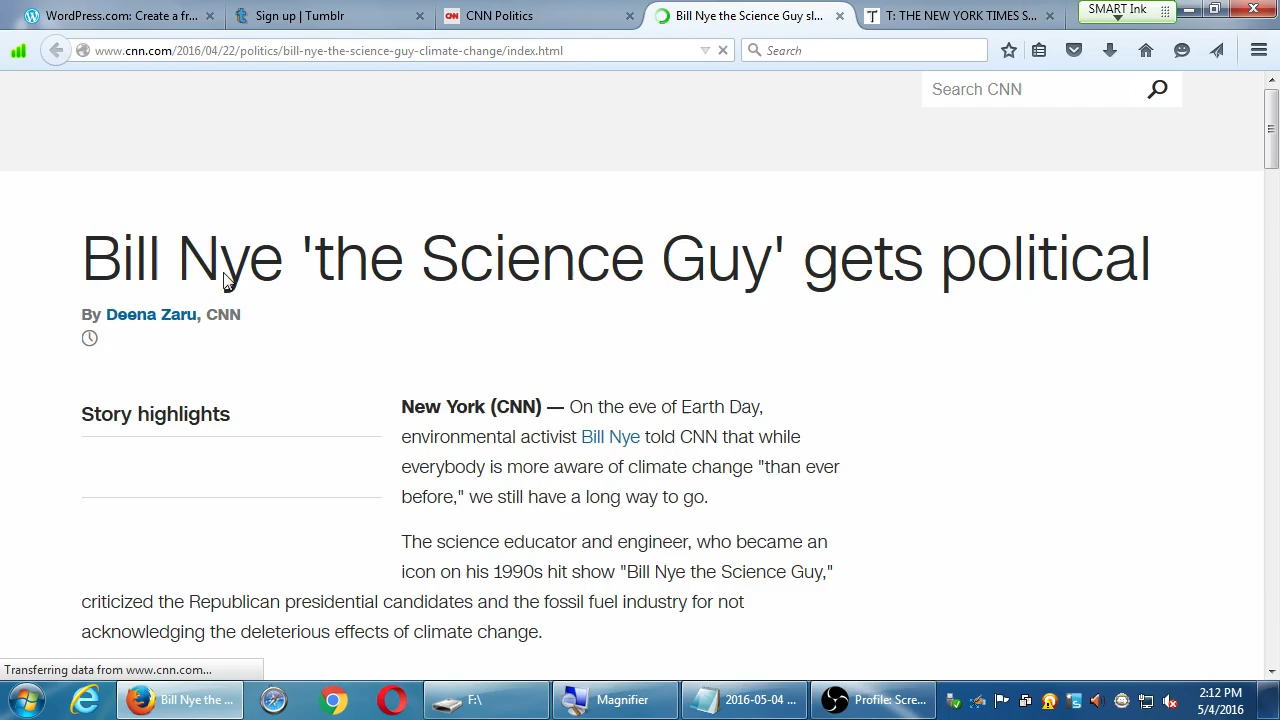 WordPress.com: Create a fr...
Sign up | Tumblr
CNN
CNN Politics
Bill Nye the Science Guy sl...
T: THE NEW YORK TIMES S...
SMART Ink
www.cnn.com/2016/04/22/politics/bill-nye-the-science-guy-climate-change/index.html
Search
Search CNN
Bill Nye 'the Science Guy' gets political
By Deena Zaru, CNN
Story highlights
New York (CNN) — On the eve of Earth Day,
environmental activist Bill Nye told CNN that while
everybody is more aware of climate change "than ever
before," we still have a long way to go.
The science educator and engineer, who became an
icon on his 1990s hit show "Bill Nye the Science Guy,"
criticized the Republican presidential candidates and the fossil fuel industry for not
acknowledging the deleterious effects of climate change.
Transferring data from www.cnn.com...
Bill Nye the ...
F:\
Magnifier
2016-05-04 ...
Profile: Scre...
2:12 PM
5/4/2016